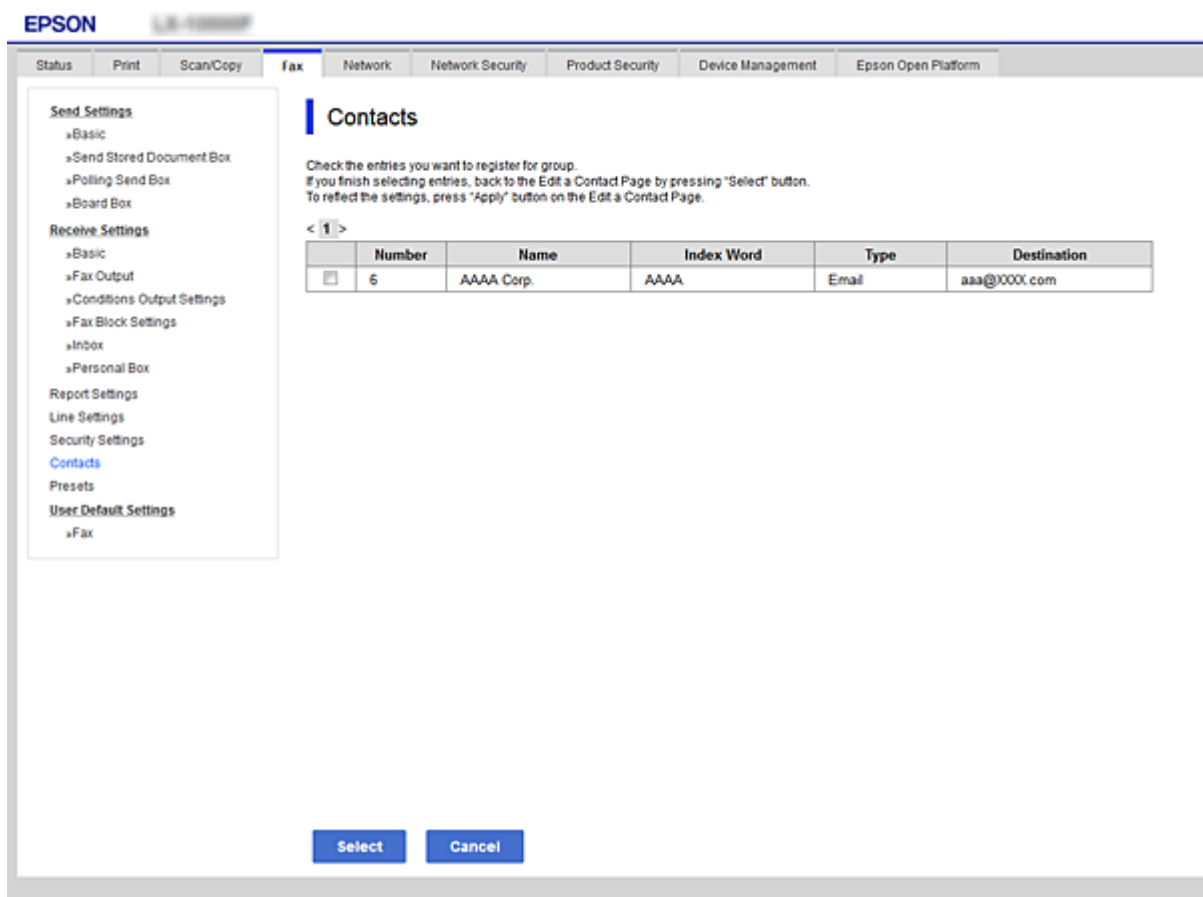 EPSON
Status Print Scan/Copy Fax Network Network Security Product Security Device Management Epson Open Platform
Send Settings
»Basic
»Send Stored Document Box
»Polling Send Box
»Board Box
Receive Settings
»Basic
»Fax Output
»Conditions Output Settings
»Fax Block Settings
»Inbox
»Personal Box
Report Settings
Line Settings
Security Settings
Contacts
Presets
User Default Settings
»Fax
Contacts
Check the entries you want to register for group.
If you finish selecting entries, back to the Edit a Contact Page by pressing "Select" button.
To reflect the settings, press "Apply" button on the Edit a Contact Page.
< 1 >
Number Name Index Word Type Destination
6 AAAA Corp. AAAA Email aaa@XXXX.com
Select Cancel